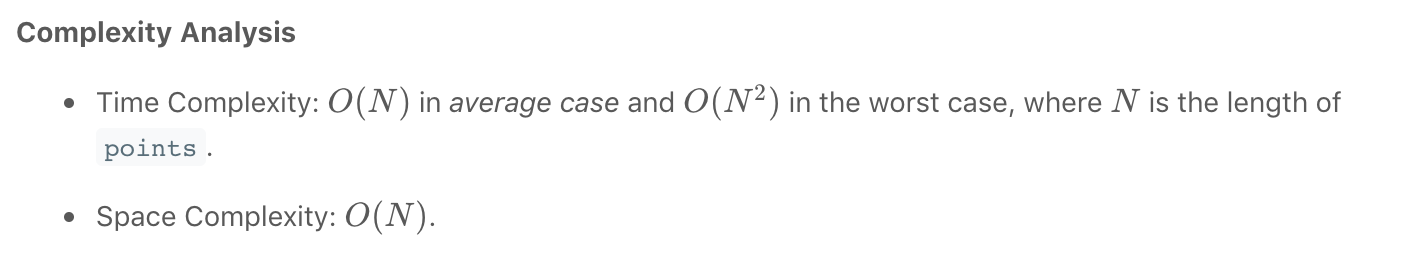 Complexity Analysis
• Time Complexity: O(N) in average case and O(N²) in the worst case, where N is the length of
points .
• Space Complexity: O(N).